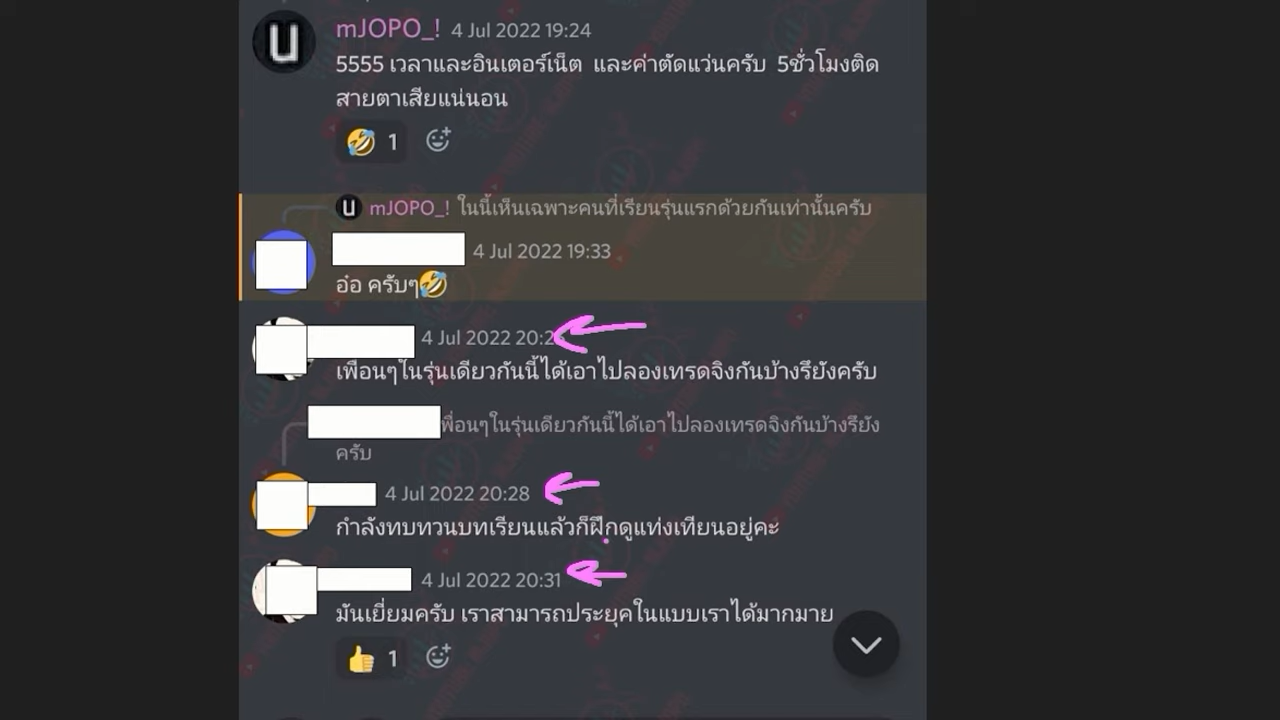 mJOPO_! 4 Jul 2022 19:24
5555 เวลาและอินเตอร์เน็ต และค่าตัดแว่นครับ 5ชั่วโมงติด
สายตาเสียแน่นอน
🤣 1
mJOPO_! ในนี้เห็นเฉพาะคนที่เรียนรุ่นแรกด้วยกันเท่านั้นครับ
4 Jul 2022 19:33
อ๋อ ครับๆ🤣
4 Jul 2022 20:2
เพื่อนๆในรุ่นเดียวกันนี้ได้เอาไปลองเทรดจิงกันบ้างรึยังครับ
พื่อนๆในรุ่นเดียวกันนี้ได้เอาไปลองเทรดจิงกันบ้างรึยัง
ครับ
4 Jul 2022 20:28
กำลังทบทวนบทเรียนแล้วก็ฝึกดูแท่งเทียนอยู่คะ
4 Jul 2022 20:31
มันเยี่ยมครับ เราสามารถประยุคในแบบเราได้มากมาย
👍 1